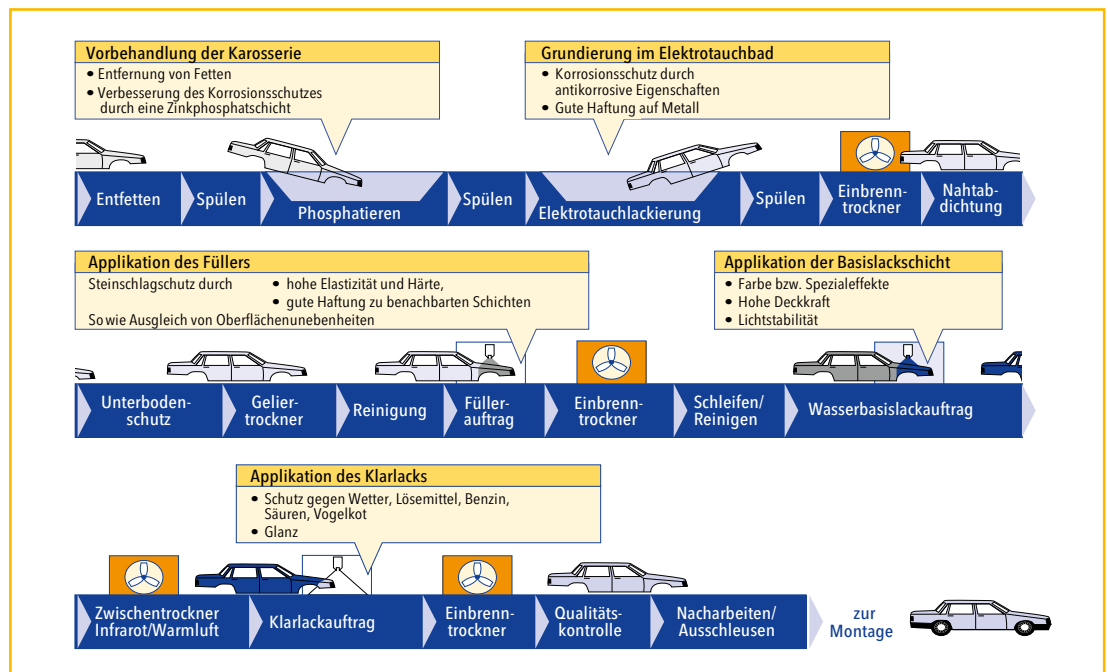 Vorbehandlung der Karosserie
• Entfernung von Fetten
• Verbesserung des Korrosionsschutzes
durch eine Zinkphosphatschicht
Grundierung im Elektrotauchbad
• Korrosionsschutz durch
antikorrosive Eigenschaften
• Gute Haftung auf Metall
Entfetten
Spülen
Phosphatieren
Spülen
Elektrotauchlackierung
Spülen
Einbrenn-
trockner
Nahtab-
dichtung
Applikation des Füllers
Steinschlagschutz durch • hohe Elastizität und Härte,
• gute Haftung zu benachbarten Schichten
So wie Ausgleich von Oberflächenunebenheiten
Applikation der Basislackschicht
• Farbe bzw. Spezialeffekte
• Hohe Deckkraft
• Lichtstabilität
Unterboden-
schutz
Gelier-
trockner
Reinigung
Füller-
auftrag
Einbrenn-
trockner
Schleifen/
Reinigen
Wasserbasislackauftrag
Applikation des Klarlacks
• Schutz gegen Wetter, Lösemittel, Benzin,
Säuren, Vogelkot
• Glanz
Zwischentrockner
Infrarot/Warmluft
Klarlackauftrag
Einbrenn-
trockner
Qualitäts-
kontrolle
Nacharbeiten/
Ausschleusen
zur
Montage